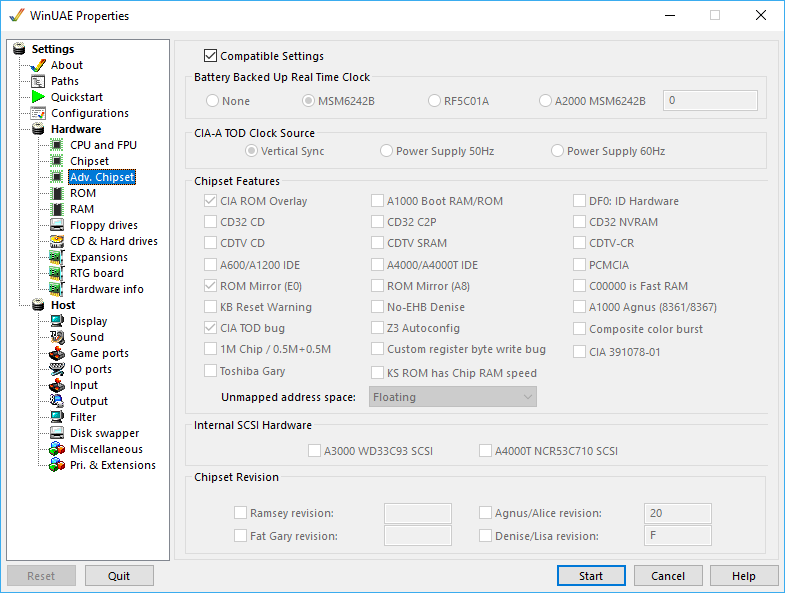 WinUAE Properties
Settings
About
Paths
Quickstart
Configurations
Hardware
CPU and FPU
Chipset
Adv. Chipset
ROM
RAM
Floppy drives
CD & Hard drives
Expansions
RTG board
Hardware info
Host
Display
Sound
Game ports
IO ports
Input
Output
Filter
Disk swapper
Miscellaneous
Pri. & Extensions
Compatible Settings
Battery Backed Up Real Time Clock
None MSM6242B RF5C01A A2000 MSM6242B 0
CIA-A TOD Clock Source
Vertical Sync Power Supply 50Hz Power Supply 60Hz
Chipset Features
CIA ROM Overlay A1000 Boot RAM/ROM DF0: ID Hardware
CD32 CD CD32 C2P CD32 NVRAM
CDTV CD CDTV SRAM CDTV-CR
A600/A1200 IDE A4000/A4000T IDE PCMCIA
ROM Mirror (E0) ROM Mirror (A8) C00000 is Fast RAM
KB Reset Warning No-EHB Denise A1000 Agnus (8361/8367)
CIA TOD bug Z3 Autoconfig Composite color burst
1M Chip / 0.5M+0.5M Custom register byte write bug CIA 391078-01
Toshiba Gary KS ROM has Chip RAM speed
Unmapped address space: Floating
Internal SCSI Hardware
A3000 WD33C93 SCSI A4000T NCR53C710 SCSI
Chipset Revision
Ramsey revision: Agnus/Alice revision: 20
Fat Gary revision: Denise/Lisa revision: F
Reset Quit Start Cancel Help